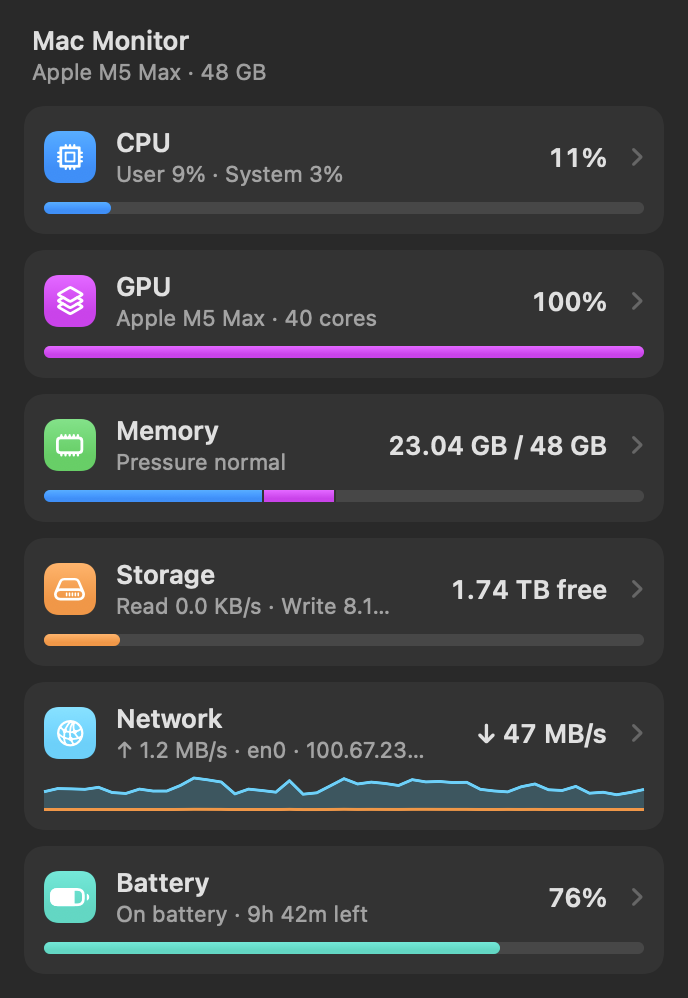 Mac Monitor
Apple M5 Max · 48 GB
CPU
User 9% · System 3%
11%
GPU
Apple M5 Max · 40 cores
100%
Memory
Pressure normal
23.04 GB / 48 GB
Storage
Read 0.0 KB/s · Write 8.1...
1.74 TB free
Network
↑ 1.2 MB/s · en0 · 100.67.23...
↓ 47 MB/s
Battery
On battery · 9h 42m left
76%